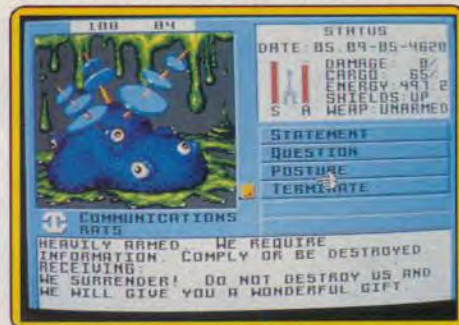 188 84
STATUS
DATE: 05.09-05-4620
DAMAGE: 0%
CARGO: 65%
ENERGY: 497.2
SHIELDS: UP
S A WEAP: UNARMED
STATEMENT
QUESTION
POSTURE
TERMINATE
COMMUNICATIONS
RATS
HEAVILY ARMED. WE REQUIRE
INFORMATION. COMPLY OR BE DESTROYED
RECEIVING:
WE SURRENDER! DO NOT DESTROY US AND
WE WILL GIVE YOU A WONDERFUL GIFT.